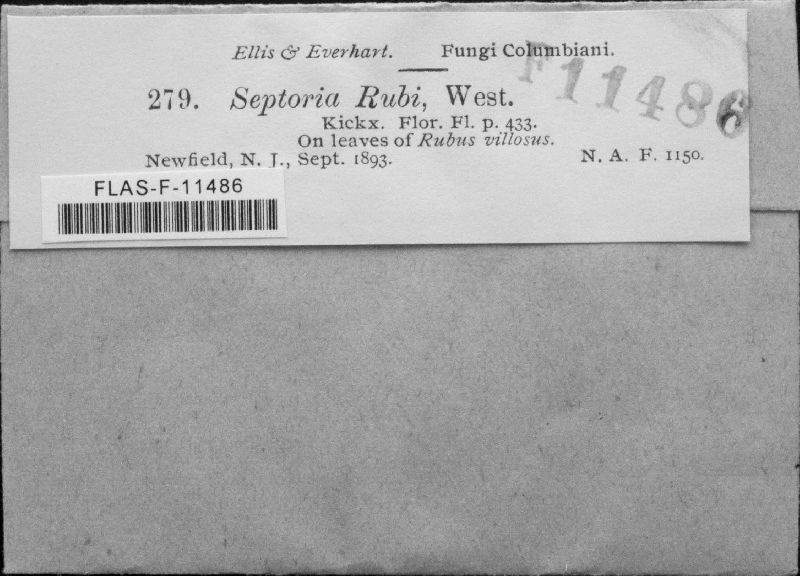 Ellis & Everhart. Fungi Columbiani.
F11486
279. Septoria Rubi, West.
Kickx. Flor. Fl. p. 433.
On leaves of Rubus villosus.
Newfield, N. J., Sept. 1893. N. A. F. 1150.
FLAS-F-11486